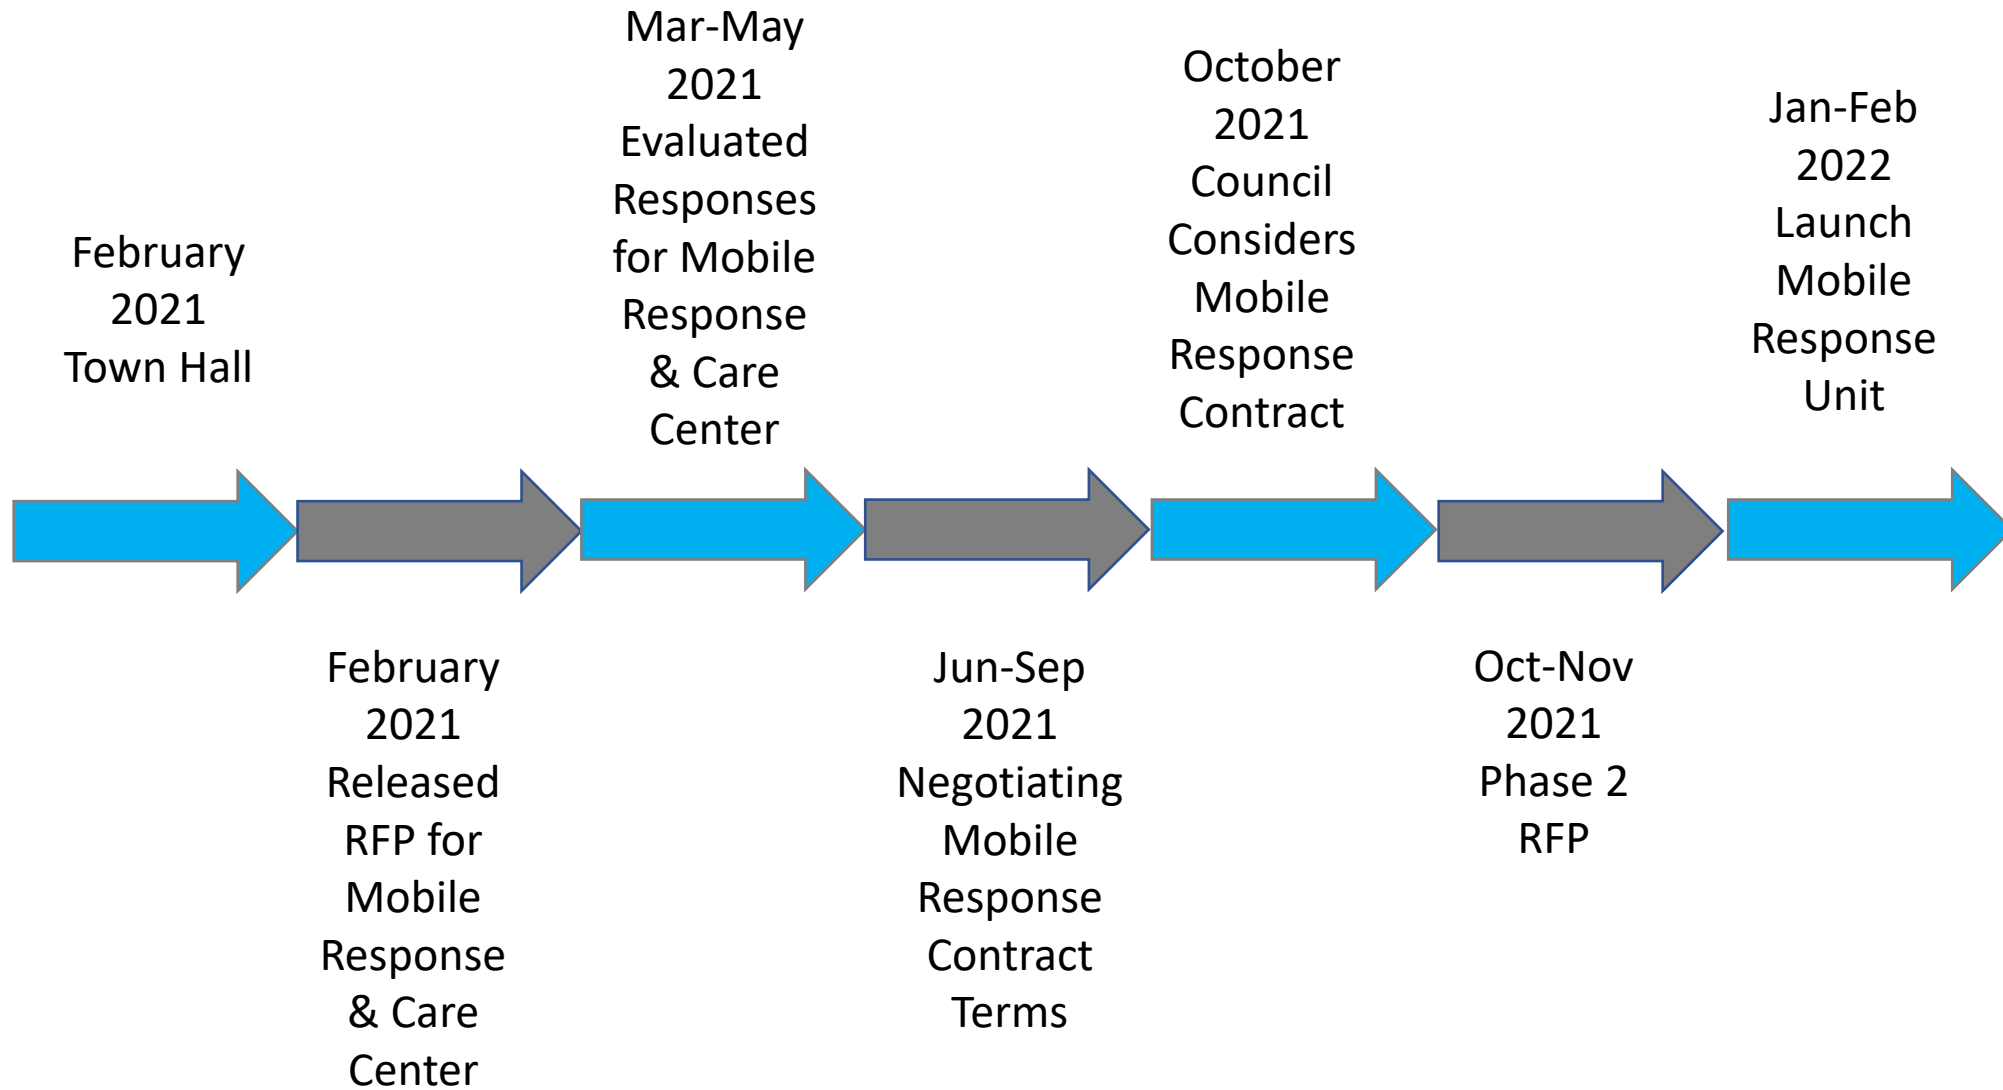 February
2021
Town Hall
February
2021
Released
RFP for
Mobile
Response
& Care
Center
Mar-May
2021
Evaluated
Responses
for Mobile
Response
& Care
Center
Jun-Sep
2021
Negotiating
Mobile
Response
Contract
Terms
October
2021
Council
Considers
Mobile
Response
Contract
Oct-Nov
2021
Phase 2
RFP
Jan-Feb
2022
Launch
Mobile
Response
Unit